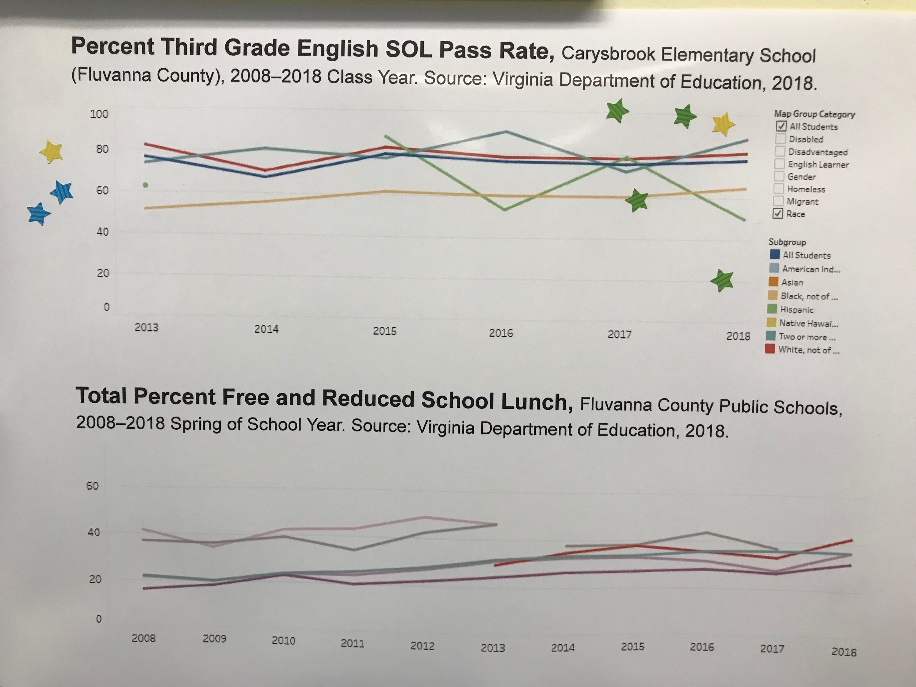 Percent Third Grade English SOL Pass Rate, Carysbrook Elementary School
(Fluvanna County), 2008–2018 Class Year. Source: Virginia Department of Education, 2018.
100
80
60
40
20
0
2013 2014 2015 2016 2017 2018
Map Group Category
All Students
Disabled
Disadvantaged
English Learner
Gender
Homeless
Migrant
Race
Subgroup
All Students
American Ind...
Asian
Black, not of ...
Hispanic
Native Hawai...
Two or more ...
White, not of ...
Total Percent Free and Reduced School Lunch, Fluvanna County Public Schools,
2008–2018 Spring of School Year. Source: Virginia Department of Education, 2018.
60
40
20
0
2008 2009 2010 2011 2012 2013 2014 2015 2016 2017 2018